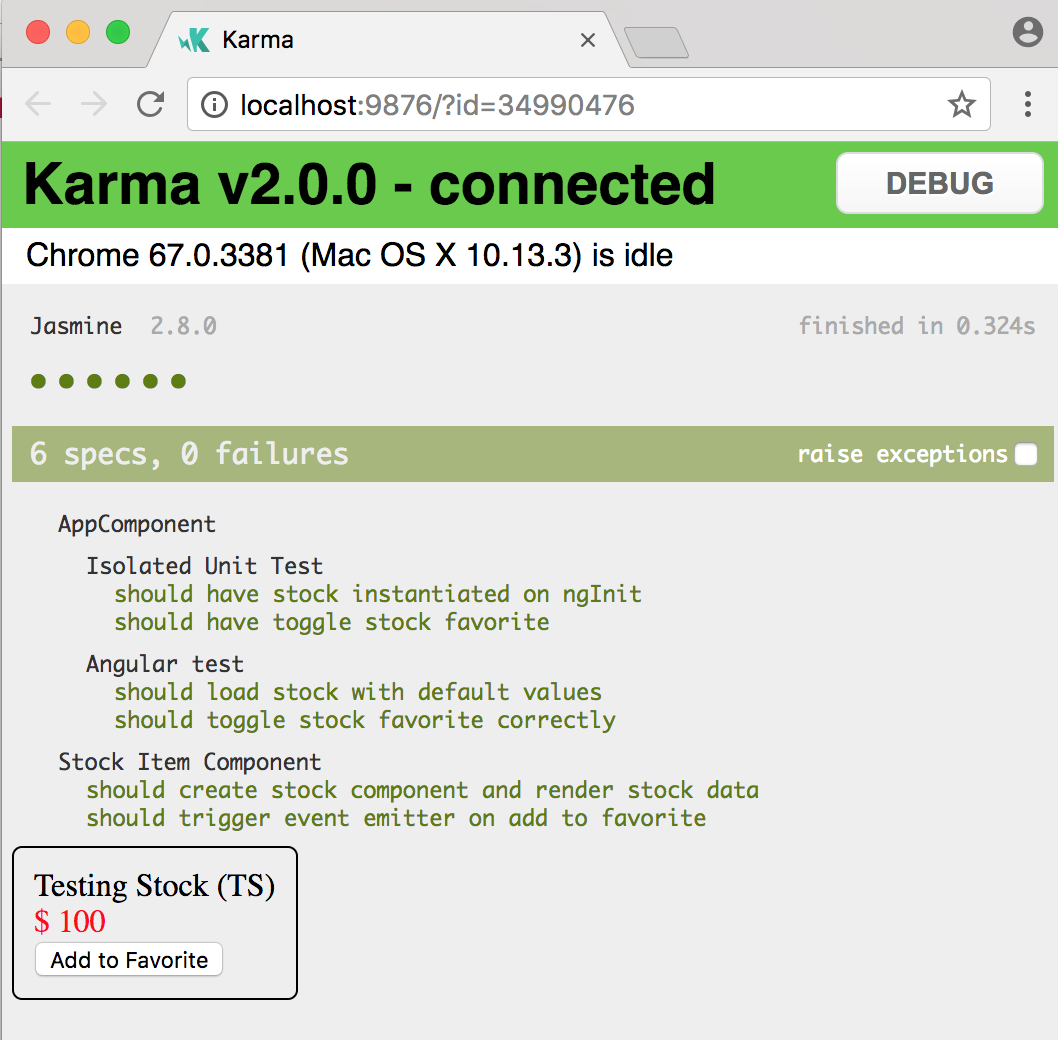 Karma
localhost:9876/?id=34990476
Karma v2.0.0 - connected
DEBUG
Chrome 67.0.3381 (Mac OS X 10.13.3) is idle
Jasmine 2.8.0 finished in 0.324s
6 specs, 0 failures raise exceptions
AppComponent
Isolated Unit Test
should have stock instantiated on ngInit
should have toggle stock favorite
Angular test
should load stock with default values
should toggle stock favorite correctly
Stock Item Component
should create stock component and render stock data
should trigger event emitter on add to favorite
Testing Stock (TS)
$ 100
Add to Favorite